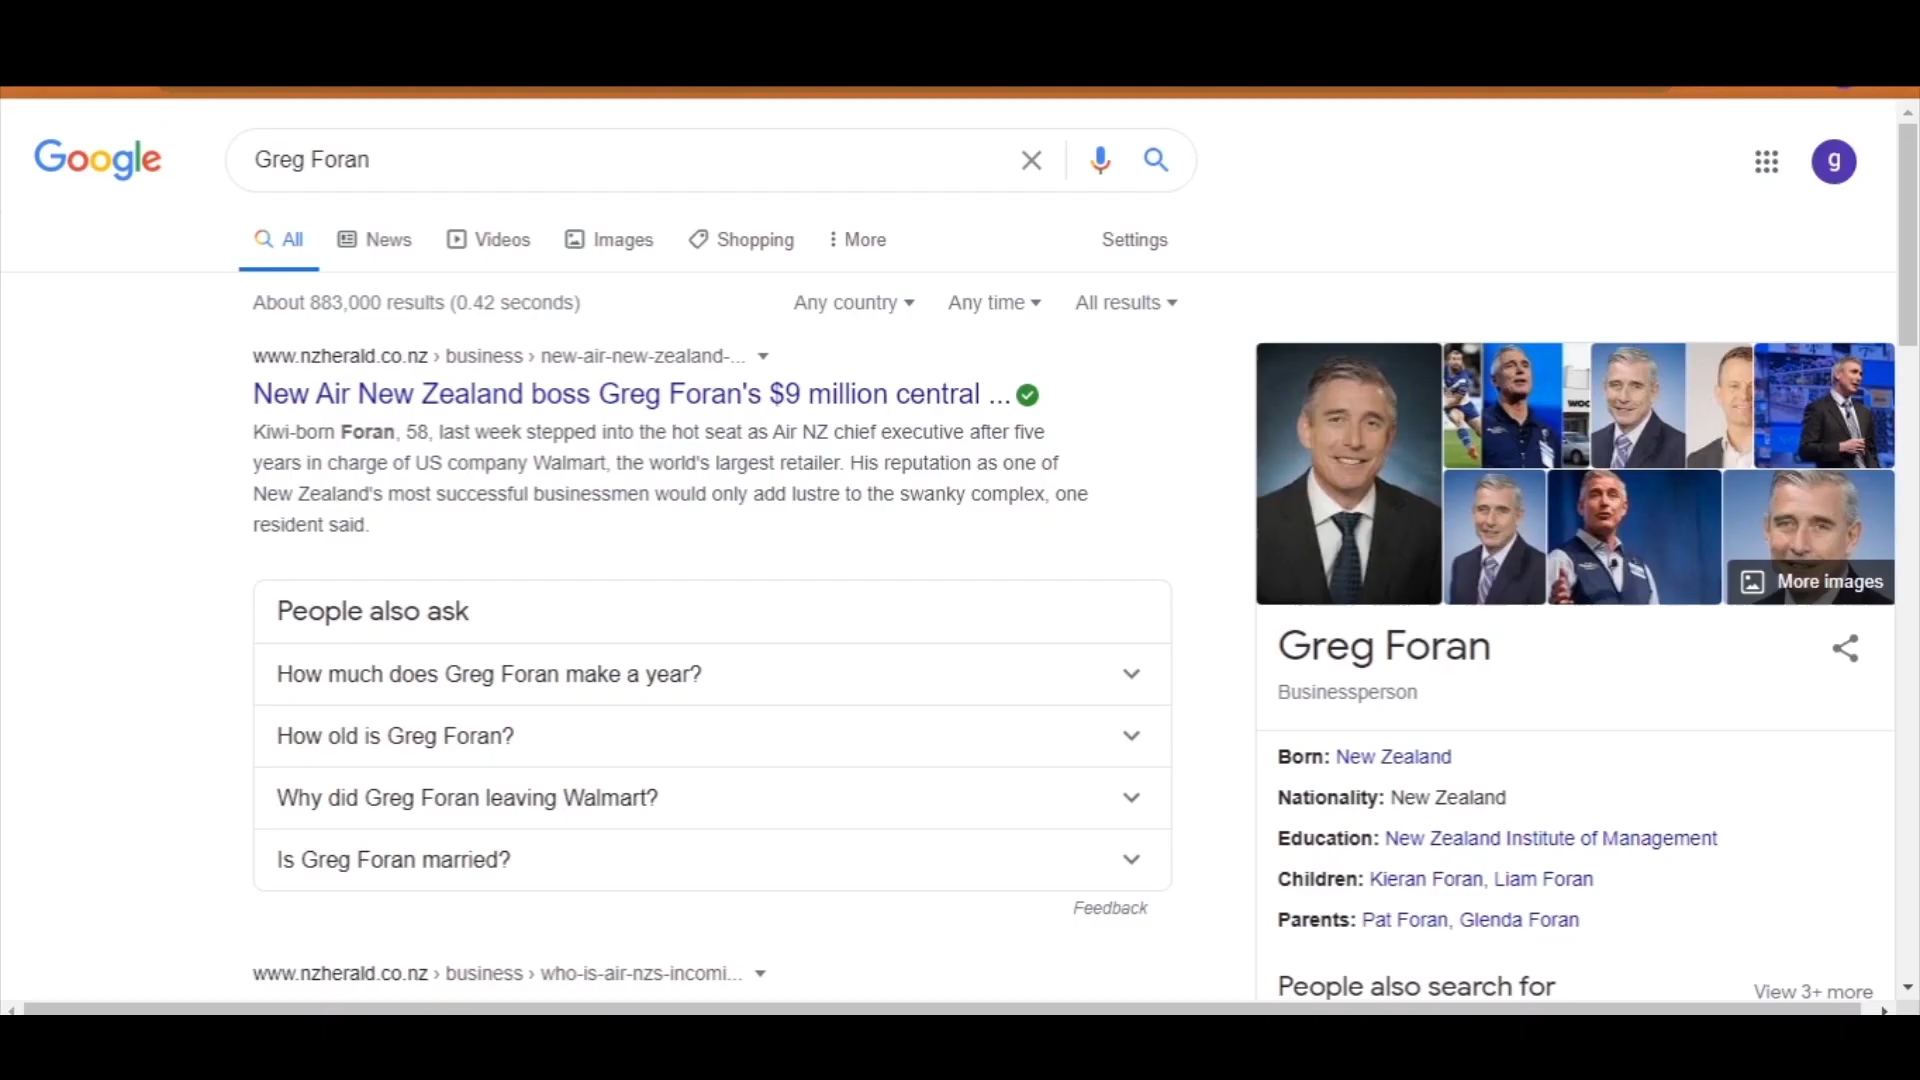 Google
Greg Foran
g
All
News
Videos
Images
Shopping
More
Settings
About 883,000 results (0.42 seconds)
Any country
Any time
All results
www.nzherald.co.nz › business › new-air-new-zealand-...
New Air New Zealand boss Greg Foran's $9 million central ...
Kiwi-born Foran, 58, last week stepped into the hot seat as Air NZ chief executive after five
years in charge of US company Walmart, the world's largest retailer. His reputation as one of
New Zealand's most successful businessmen would only add lustre to the swanky complex, one
resident said.
People also ask
How much does Greg Foran make a year?
How old is Greg Foran?
Why did Greg Foran leaving Walmart?
Is Greg Foran married?
Feedback
www.nzherald.co.nz › business › who-is-air-nzs-incomi...
WOO
More images
Greg Foran
Businessperson
Born: New Zealand
Nationality: New Zealand
Education: New Zealand Institute of Management
Children: Kieran Foran, Liam Foran
Parents: Pat Foran, Glenda Foran
People also search for
View 3+ more